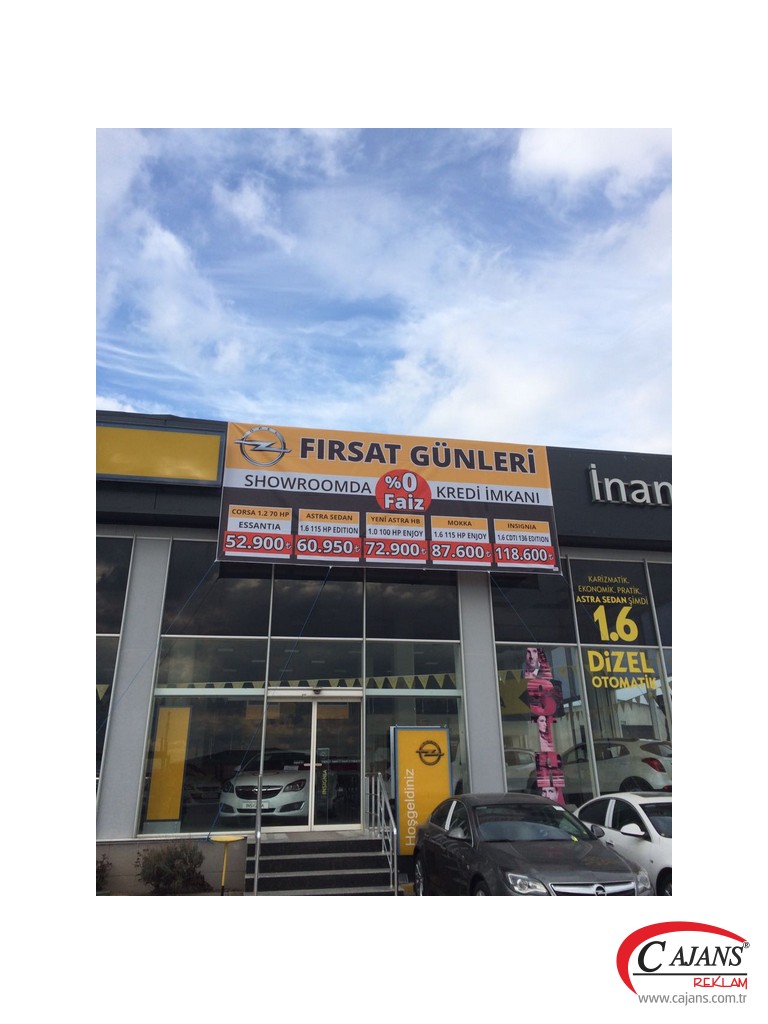 FIRSAT GÜNLERİ
SHOWROOMDA %0 Faiz KREDİ İMKANI
CORSA 1.2 70 HP
ESSANTIA
52.900₺
ASTRA SEDAN
1.6 115 HP EDITION
60.950₺
YENİ ASTRA HB
1.0 100 HP ENJOY
72.900₺
MOKKA
1.6 115 HP ENJOY
87.600₺
INSIGNIA
1.6 CDTI 136 EDITION
118.600₺
İnan
KARİZMATİK,
EKONOMİK, PRATİK.
ASTRA SEDAN ŞİMDİ
1.6
DİZEL
OTOMATİK
INSIGNIA
Hoşgeldiniz
CAJANS®
REKLAM
www.cajans.com.tr